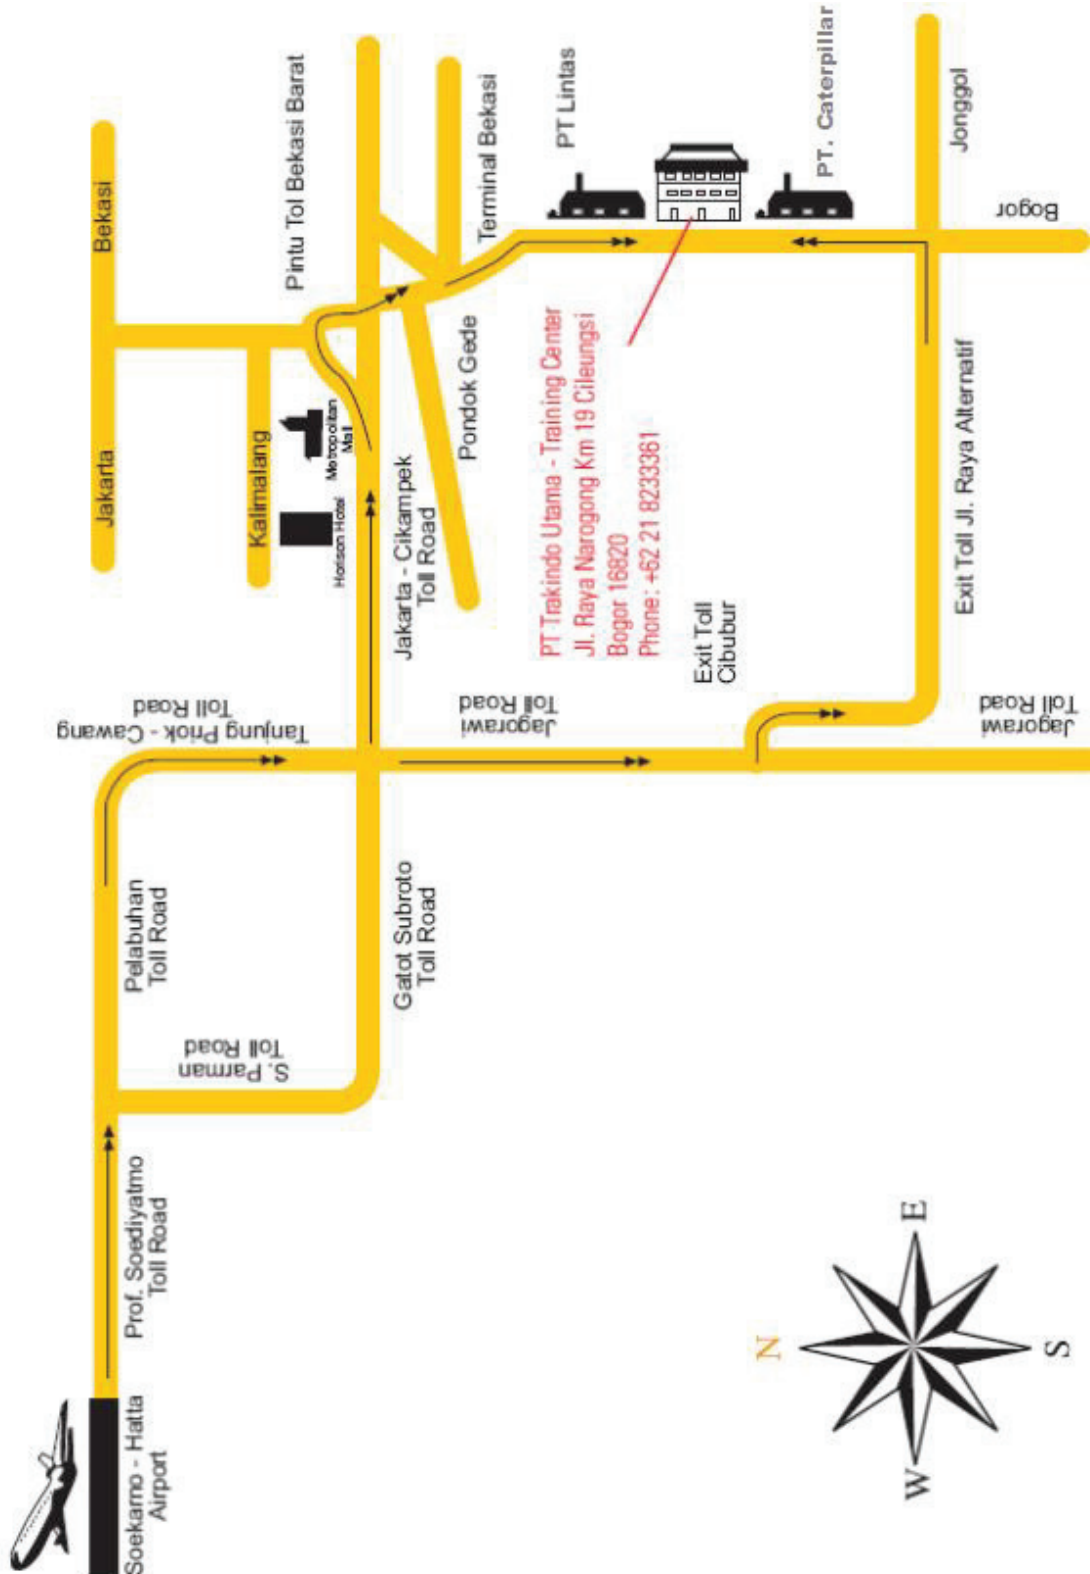 Soekarno - Hatta
Airport
Prof. Soediyatmo
Toll Road
S. Parman
Toll Road
Pelabuhan
Toll Road
Gatot Subroto
Toll Road
Tanjung Priok - Cawang
Toll Road
Jakarta
Bekasi
Kalimalang
Horison Hotel
Metropolitan
Mall
Pintu Tol Bekasi Barat
Jakarta - Cikampek
Toll Road
Pondok Gede
Terminal Bekasi
Jagorawi
Toll Road
PT Trakindo Utama - Training Center
Jl. Raya Narogong Km 19 Cileungsi
Bogor 16820
Phone: +62 21 8233361
PT Lintas
PT. Caterpillar
Exit Toll
Cibubur
Exit Toll Jl. Raya Alternatif
Jonggol
Bogor
Jagorawi
Toll Road
N
W
E
S